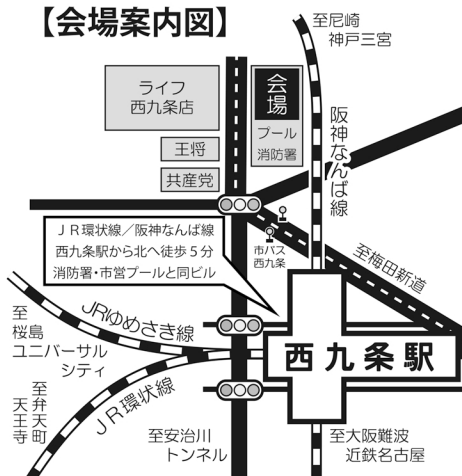 【会場案内図】
至尼崎
神戸三宮
ライフ
西九条店
会場
プール
消防署
王将
共産党
阪神なんば線
JR環状線／阪神なんば線
西九条駅から北へ徒歩５分
消防署・市営プールと同ビル
市バス
西九条
至梅田新道
JRゆめさき線
至
桜島
ユニバーサル
シティ
西九条駅
JR環状線
至弁天町
天王寺
至安治川
トンネル
至大阪難波
近鉄名古屋